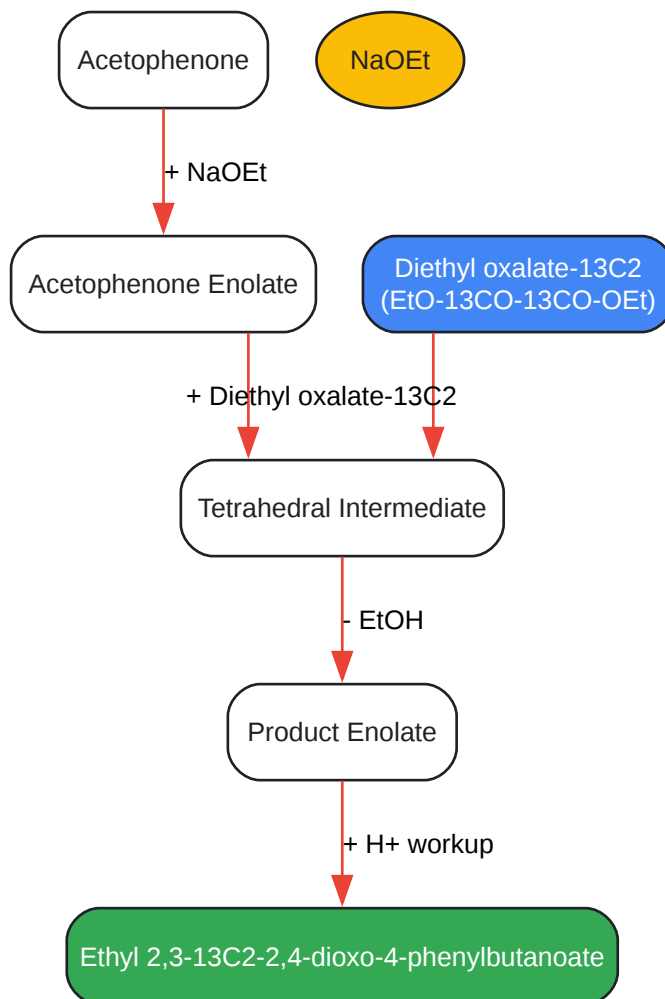 Acetophenone
NaOEt
+ NaOEt
Acetophenone Enolate
Diethyl oxalate-13C2
(EtO-13CO-13CO-OEt)
+ Diethyl oxalate-13C2
Tetrahedral Intermediate
- EtOH
Product Enolate
+ H+ workup
Ethyl 2,3-13C2-2,4-dioxo-4-phenylbutanoate